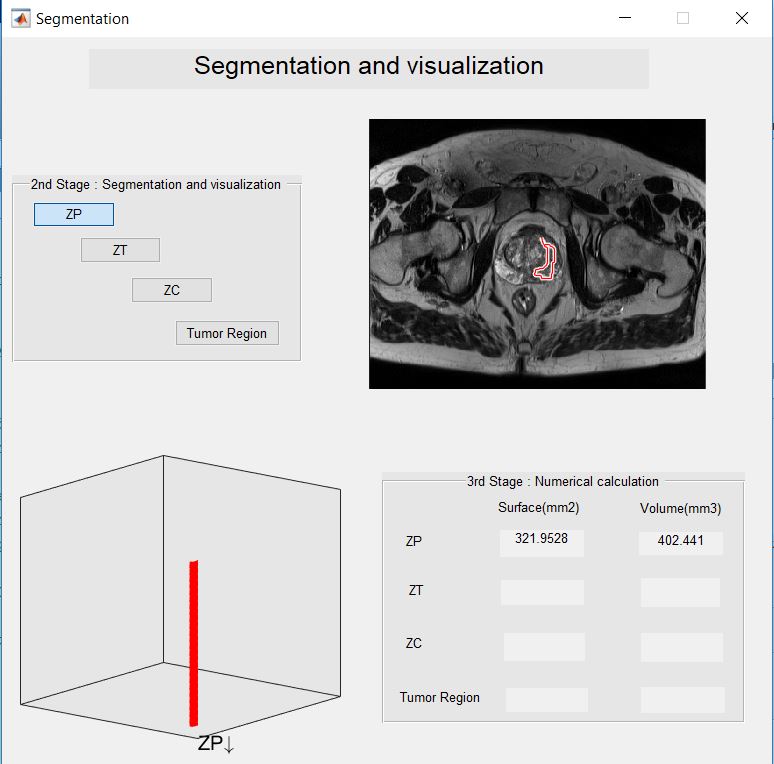 Segmentation
Segmentation and visualization
2nd Stage : Segmentation and visualization
ZP
ZT
ZC
Tumor Region
ZP↓
3rd Stage : Numerical calculation
Surface(mm2) Volume(mm3)
ZP 321.9528 402.441
ZT
ZC
Tumor Region